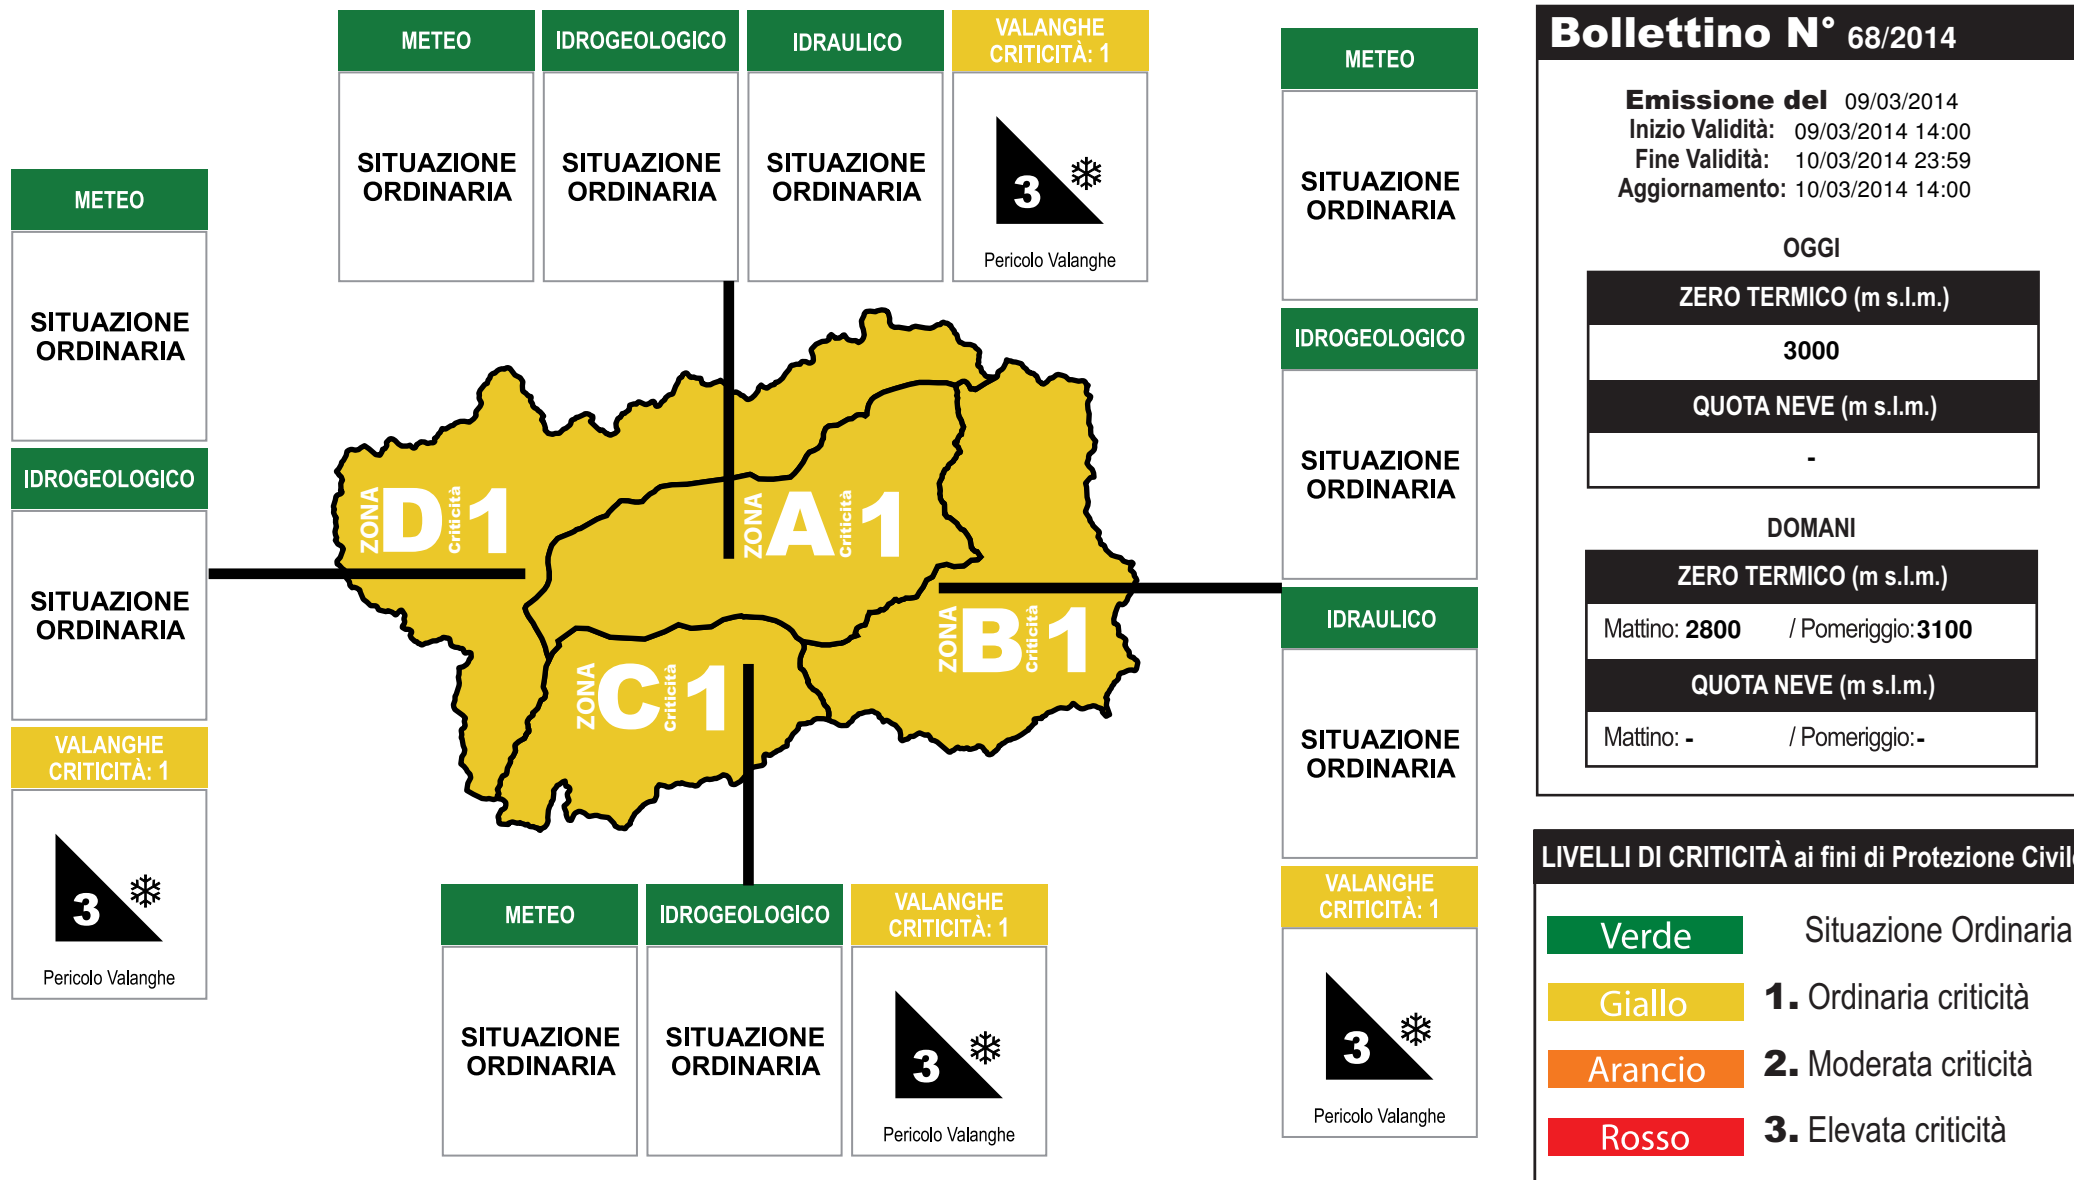 METEO
IDROGEOLOGICO
IDRAULICO
VALANGHE
CRITICITÀ: 1
SITUAZIONE
ORDINARIA
SITUAZIONE
ORDINARIA
SITUAZIONE
ORDINARIA
3
Pericolo Valanghe
METEO
SITUAZIONE
ORDINARIA
IDROGEOLOGICO
SITUAZIONE
ORDINARIA
VALANGHE
CRITICITÀ: 1
3
Pericolo Valanghe
ZONA D Criticità 1
ZONA A Criticità 1
ZONA B Criticità 1
ZONA C Criticità 1
METEO
IDROGEOLOGICO
VALANGHE
CRITICITÀ: 1
SITUAZIONE
ORDINARIA
SITUAZIONE
ORDINARIA
3
Pericolo Valanghe
METEO
SITUAZIONE
ORDINARIA
IDROGEOLOGICO
SITUAZIONE
ORDINARIA
IDRAULICO
SITUAZIONE
ORDINARIA
VALANGHE
CRITICITÀ: 1
3
Pericolo Valanghe
Bollettino N° 68/2014
Emissione del 09/03/2014
Inizio Validità: 09/03/2014 14:00
Fine Validità: 10/03/2014 23:59
Aggiornamento: 10/03/2014 14:00
OGGI
ZERO TERMICO (m s.l.m.)
3000
QUOTA NEVE (m s.l.m.)
-
DOMANI
ZERO TERMICO (m s.l.m.)
Mattino: 2800 / Pomeriggio: 3100
QUOTA NEVE (m s.l.m.)
Mattino: - / Pomeriggio: -
LIVELLI DI CRITICITÀ ai fini di Protezione Civile
Verde Situazione Ordinaria
Giallo 1. Ordinaria criticità
Arancio 2. Moderata criticità
Rosso 3. Elevata criticità